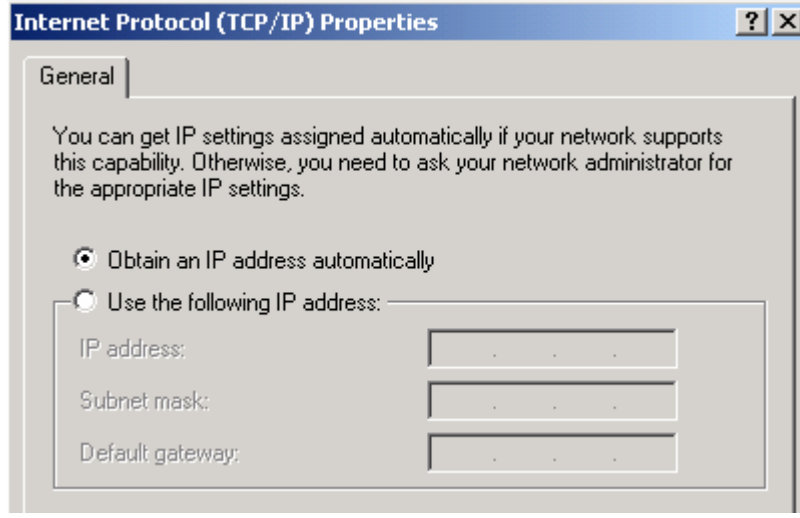 Internet Protocol (TCP/IP) Properties
General
You can get IP settings assigned automatically if your network supports
this capability. Otherwise, you need to ask your network administrator for
the appropriate IP settings.
Obtain an IP address automatically
Use the following IP address:
IP address:
Subnet mask:
Default gateway: